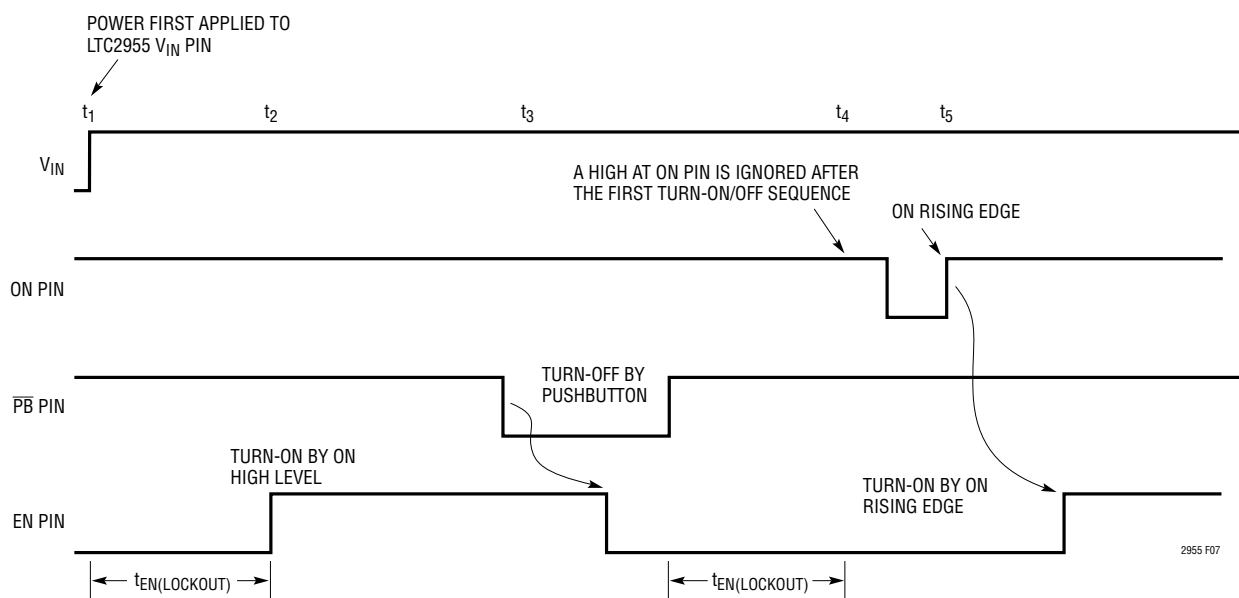 POWER FIRST APPLIED TO
LTC2955 VIN PIN
t1
t2
t3
t4
t5
VIN
A HIGH AT ON PIN IS IGNORED AFTER
THE FIRST TURN-ON/OFF SEQUENCE
ON RISING EDGE
ON PIN
TURN-OFF BY
PUSHBUTTON
PB PIN
TURN-ON BY ON
HIGH LEVEL
TURN-ON BY ON
RISING EDGE
EN PIN
2955 F07
tEN(LOCKOUT)
tEN(LOCKOUT)